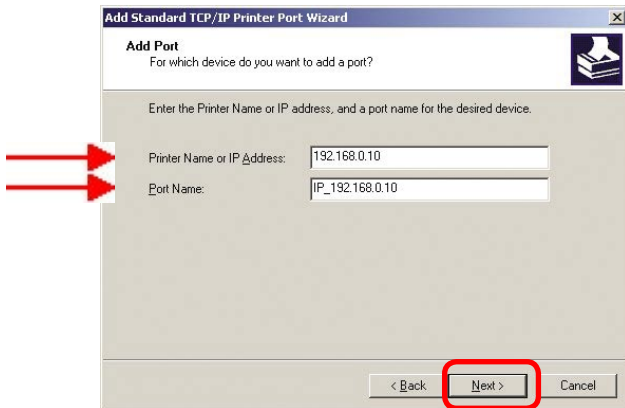 Add Standard TCP/IP Printer Port Wizard
Add Port
For which device do you want to add a port?
Enter the Printer Name or IP address, and a port name for the desired device.
Printer Name or IP Address: 192.168.0.10
Port Name: IP_192.168.0.10
< Back Next > Cancel